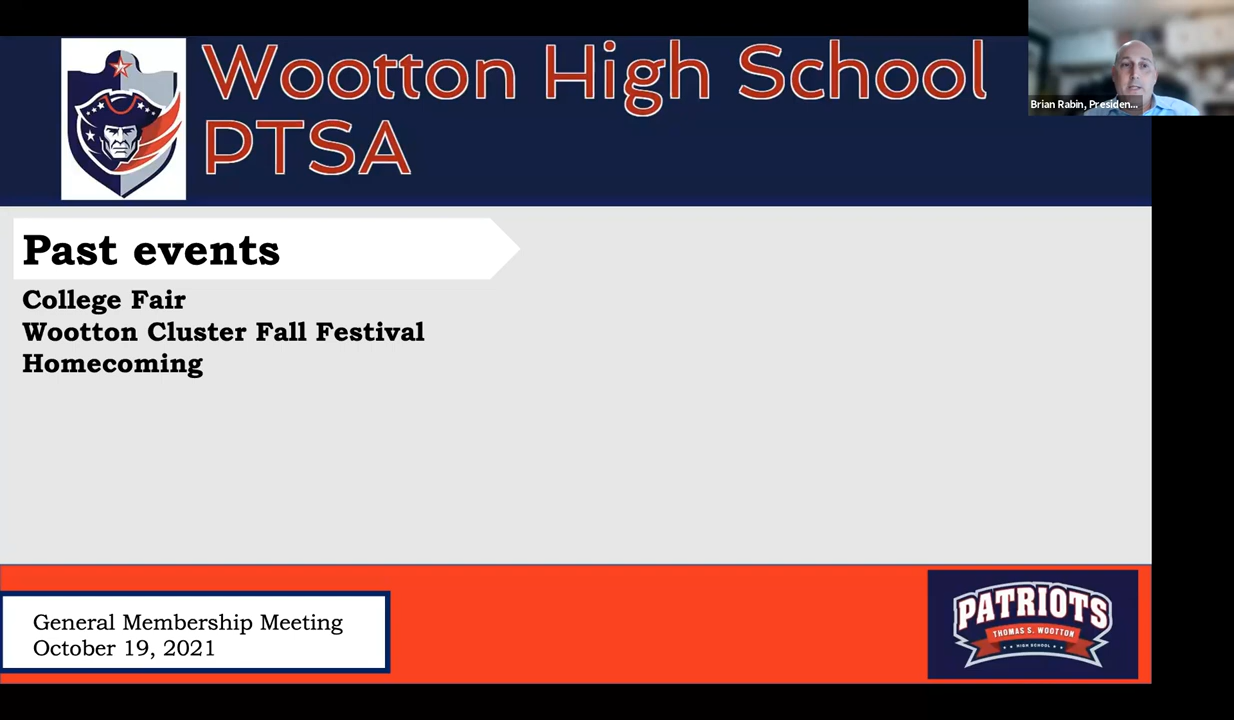 Wootton High School
PTSA
Brian Rabin, Presiden...
Past events
College Fair
Wootton Cluster Fall Festival
Homecoming
General Membership Meeting
October 19, 2021
PATRIOTS
THOMAS S. WOOTTON
HIGH SCHOOL